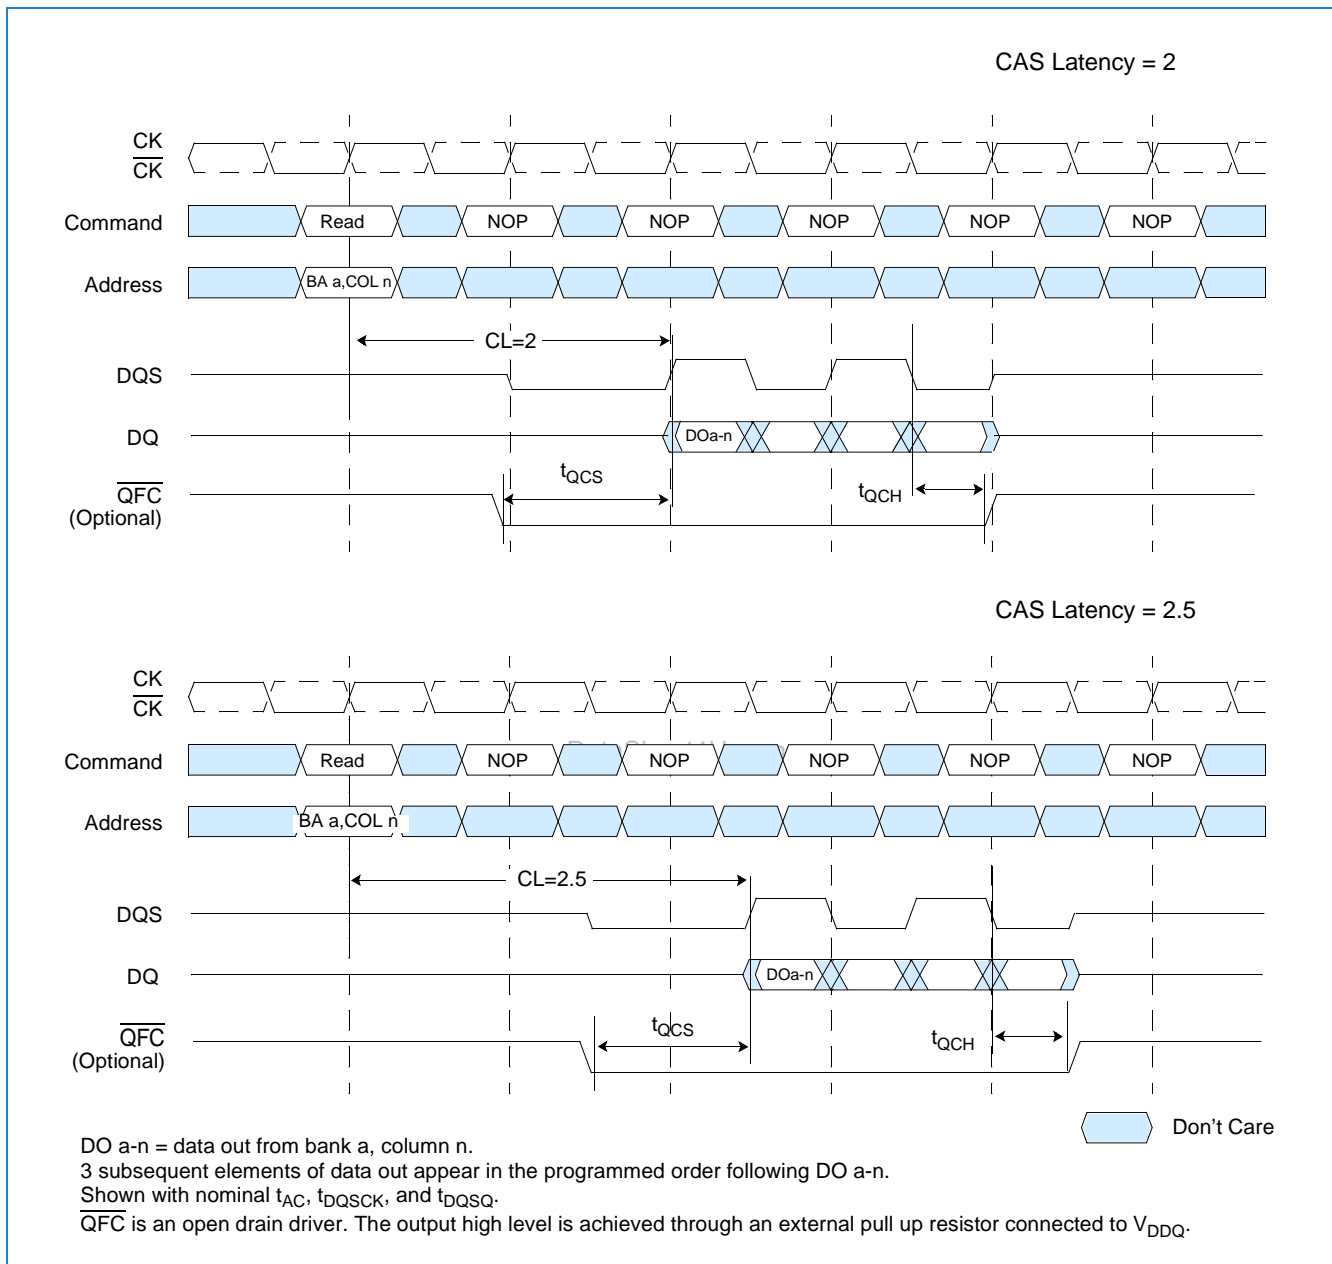 CAS Latency = 2
CK
CK
Command Read NOP NOP NOP NOP NOP
Address BA a,COL n
CL=2
DQS
DQ DOa-n
tQCS
tQCH
QFC
(Optional)
CAS Latency = 2.5
CK
CK
Command Read NOP NOP NOP NOP NOP
Address BA a,COL n
CL=2.5
DQS
DQ DOa-n
tQCS
tQCH
QFC
(Optional)
Don't Care
DO a-n = data out from bank a, column n.
3 subsequent elements of data out appear in the programmed order following DO a-n.
Shown with nominal tAC, tDQSCK, and tDQSQ.
QFC is an open drain driver. The output high level is achieved through an external pull up resistor connected to VDDQ.